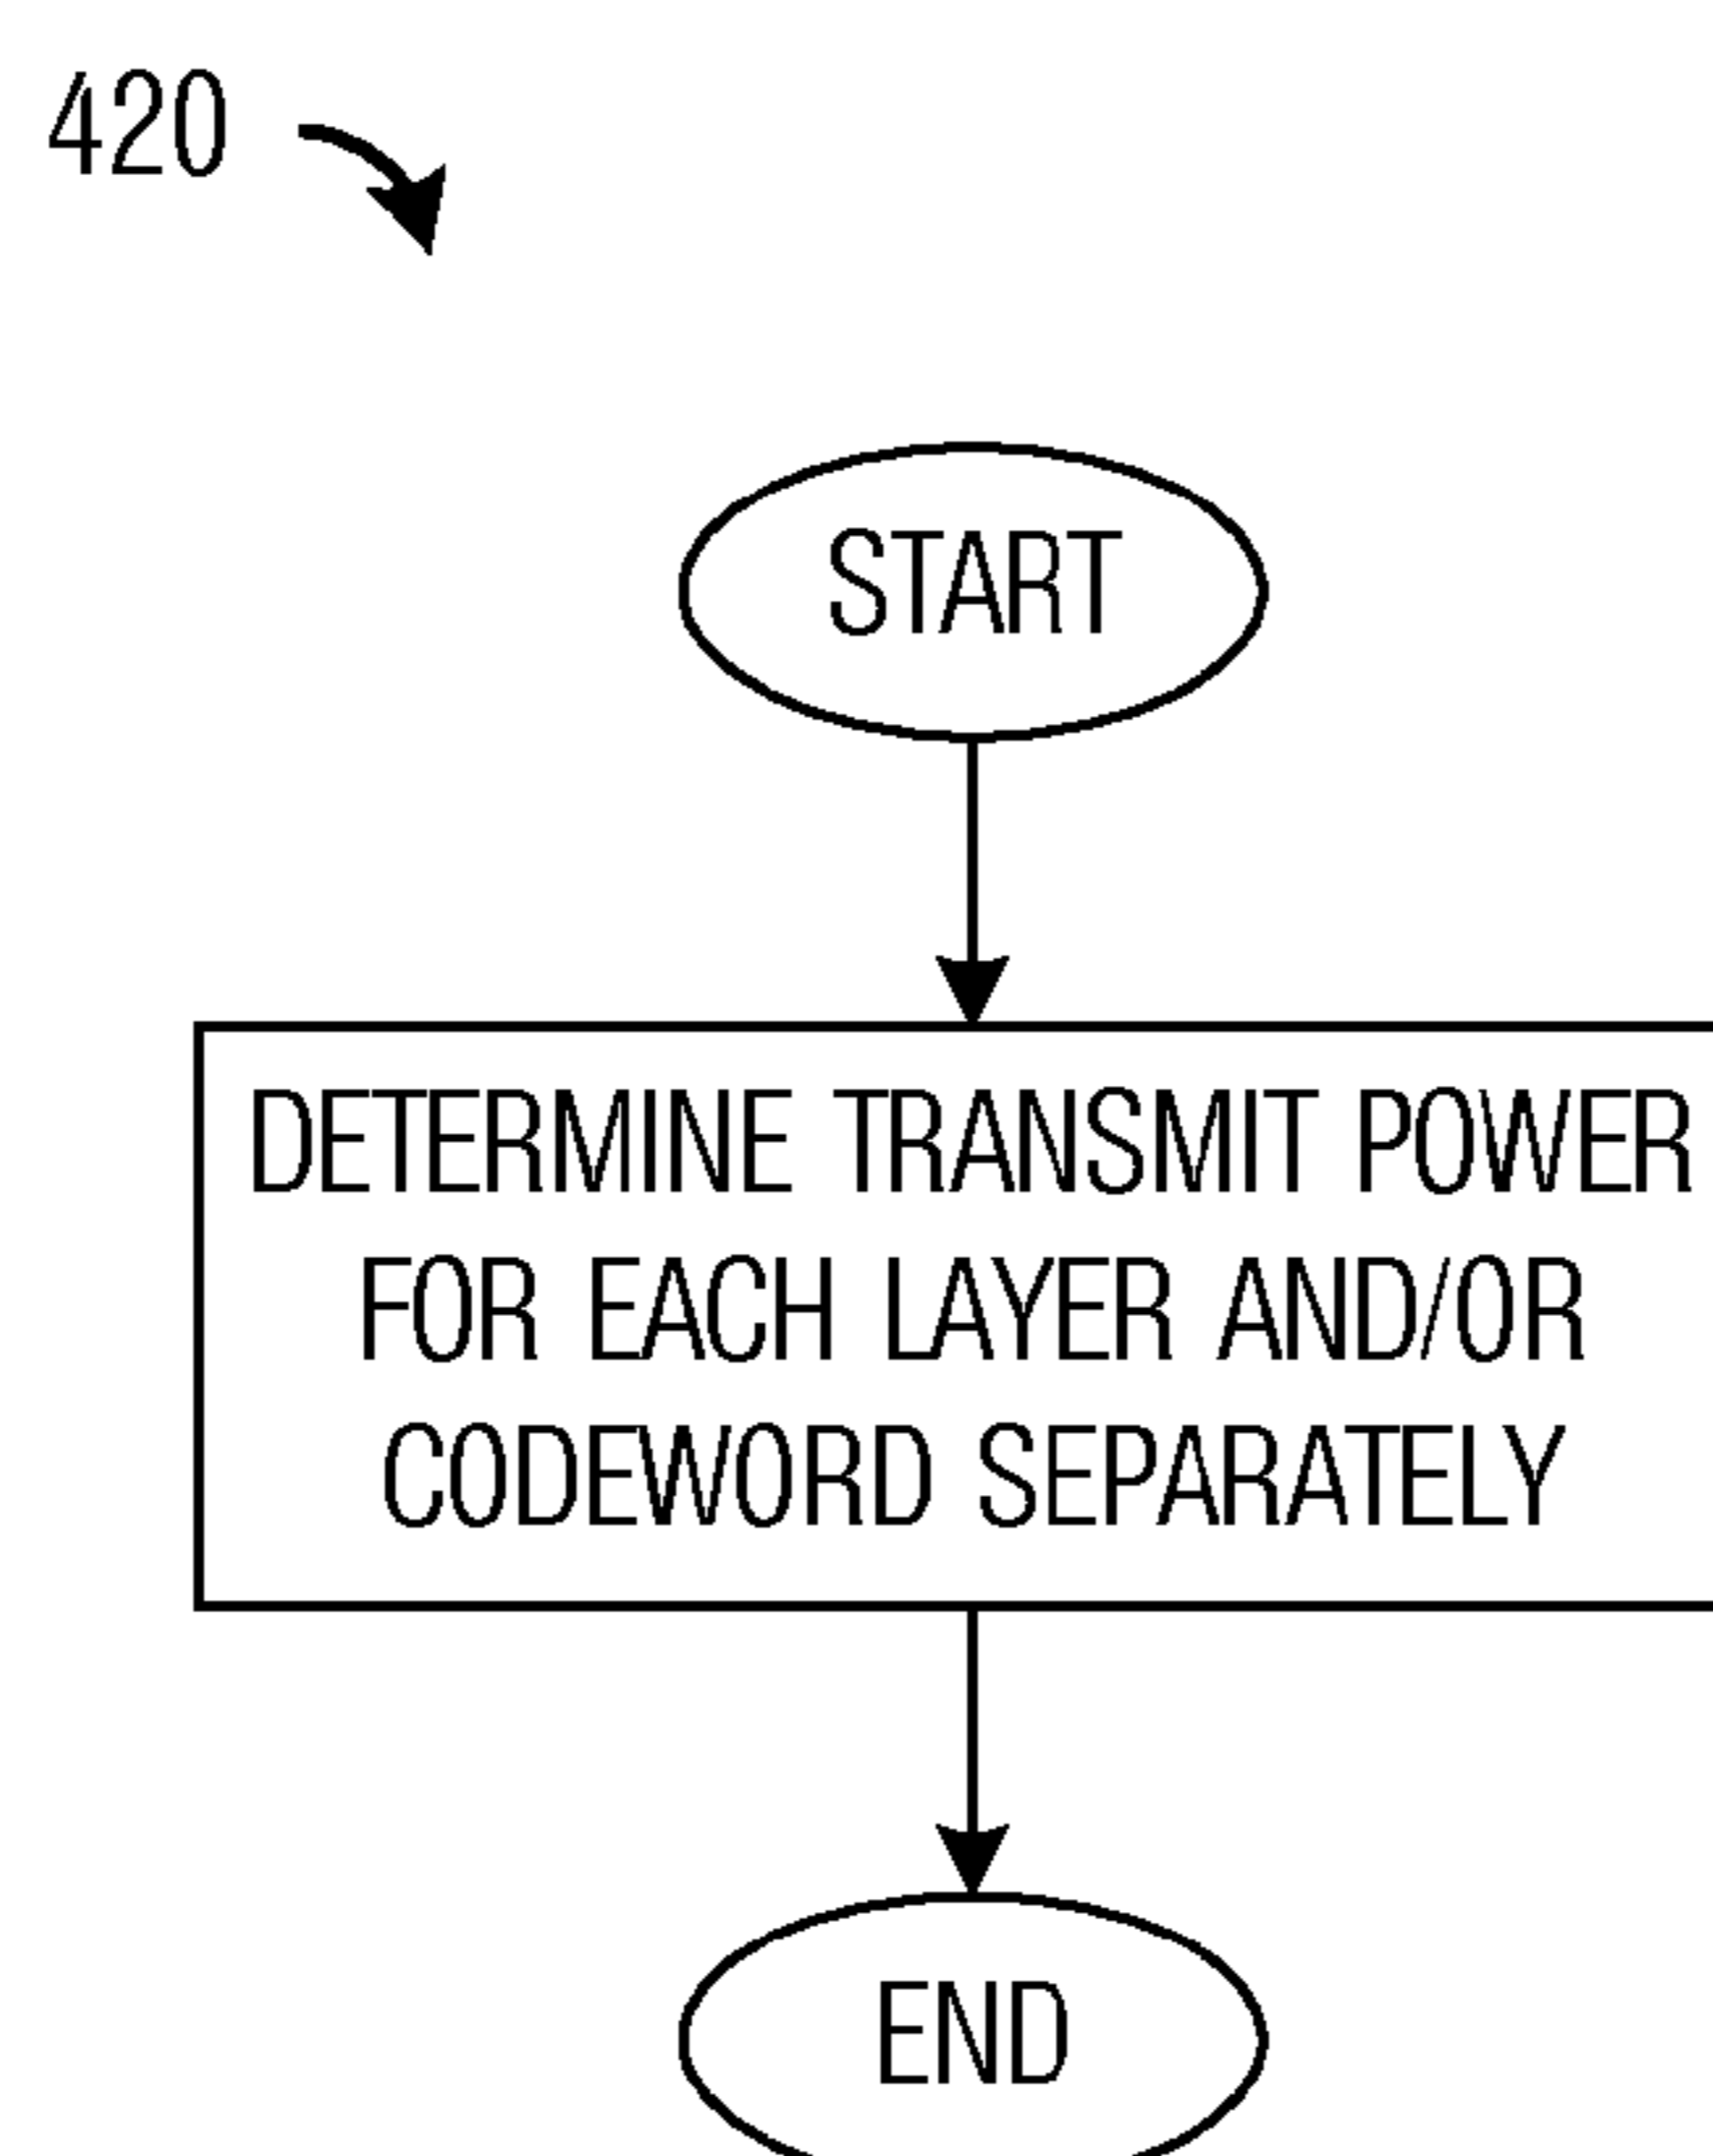 420
START
DETERMINE TRANSMIT POWER
FOR EACH LAYER AND/OR
CODEWORD SEPARATELY
END